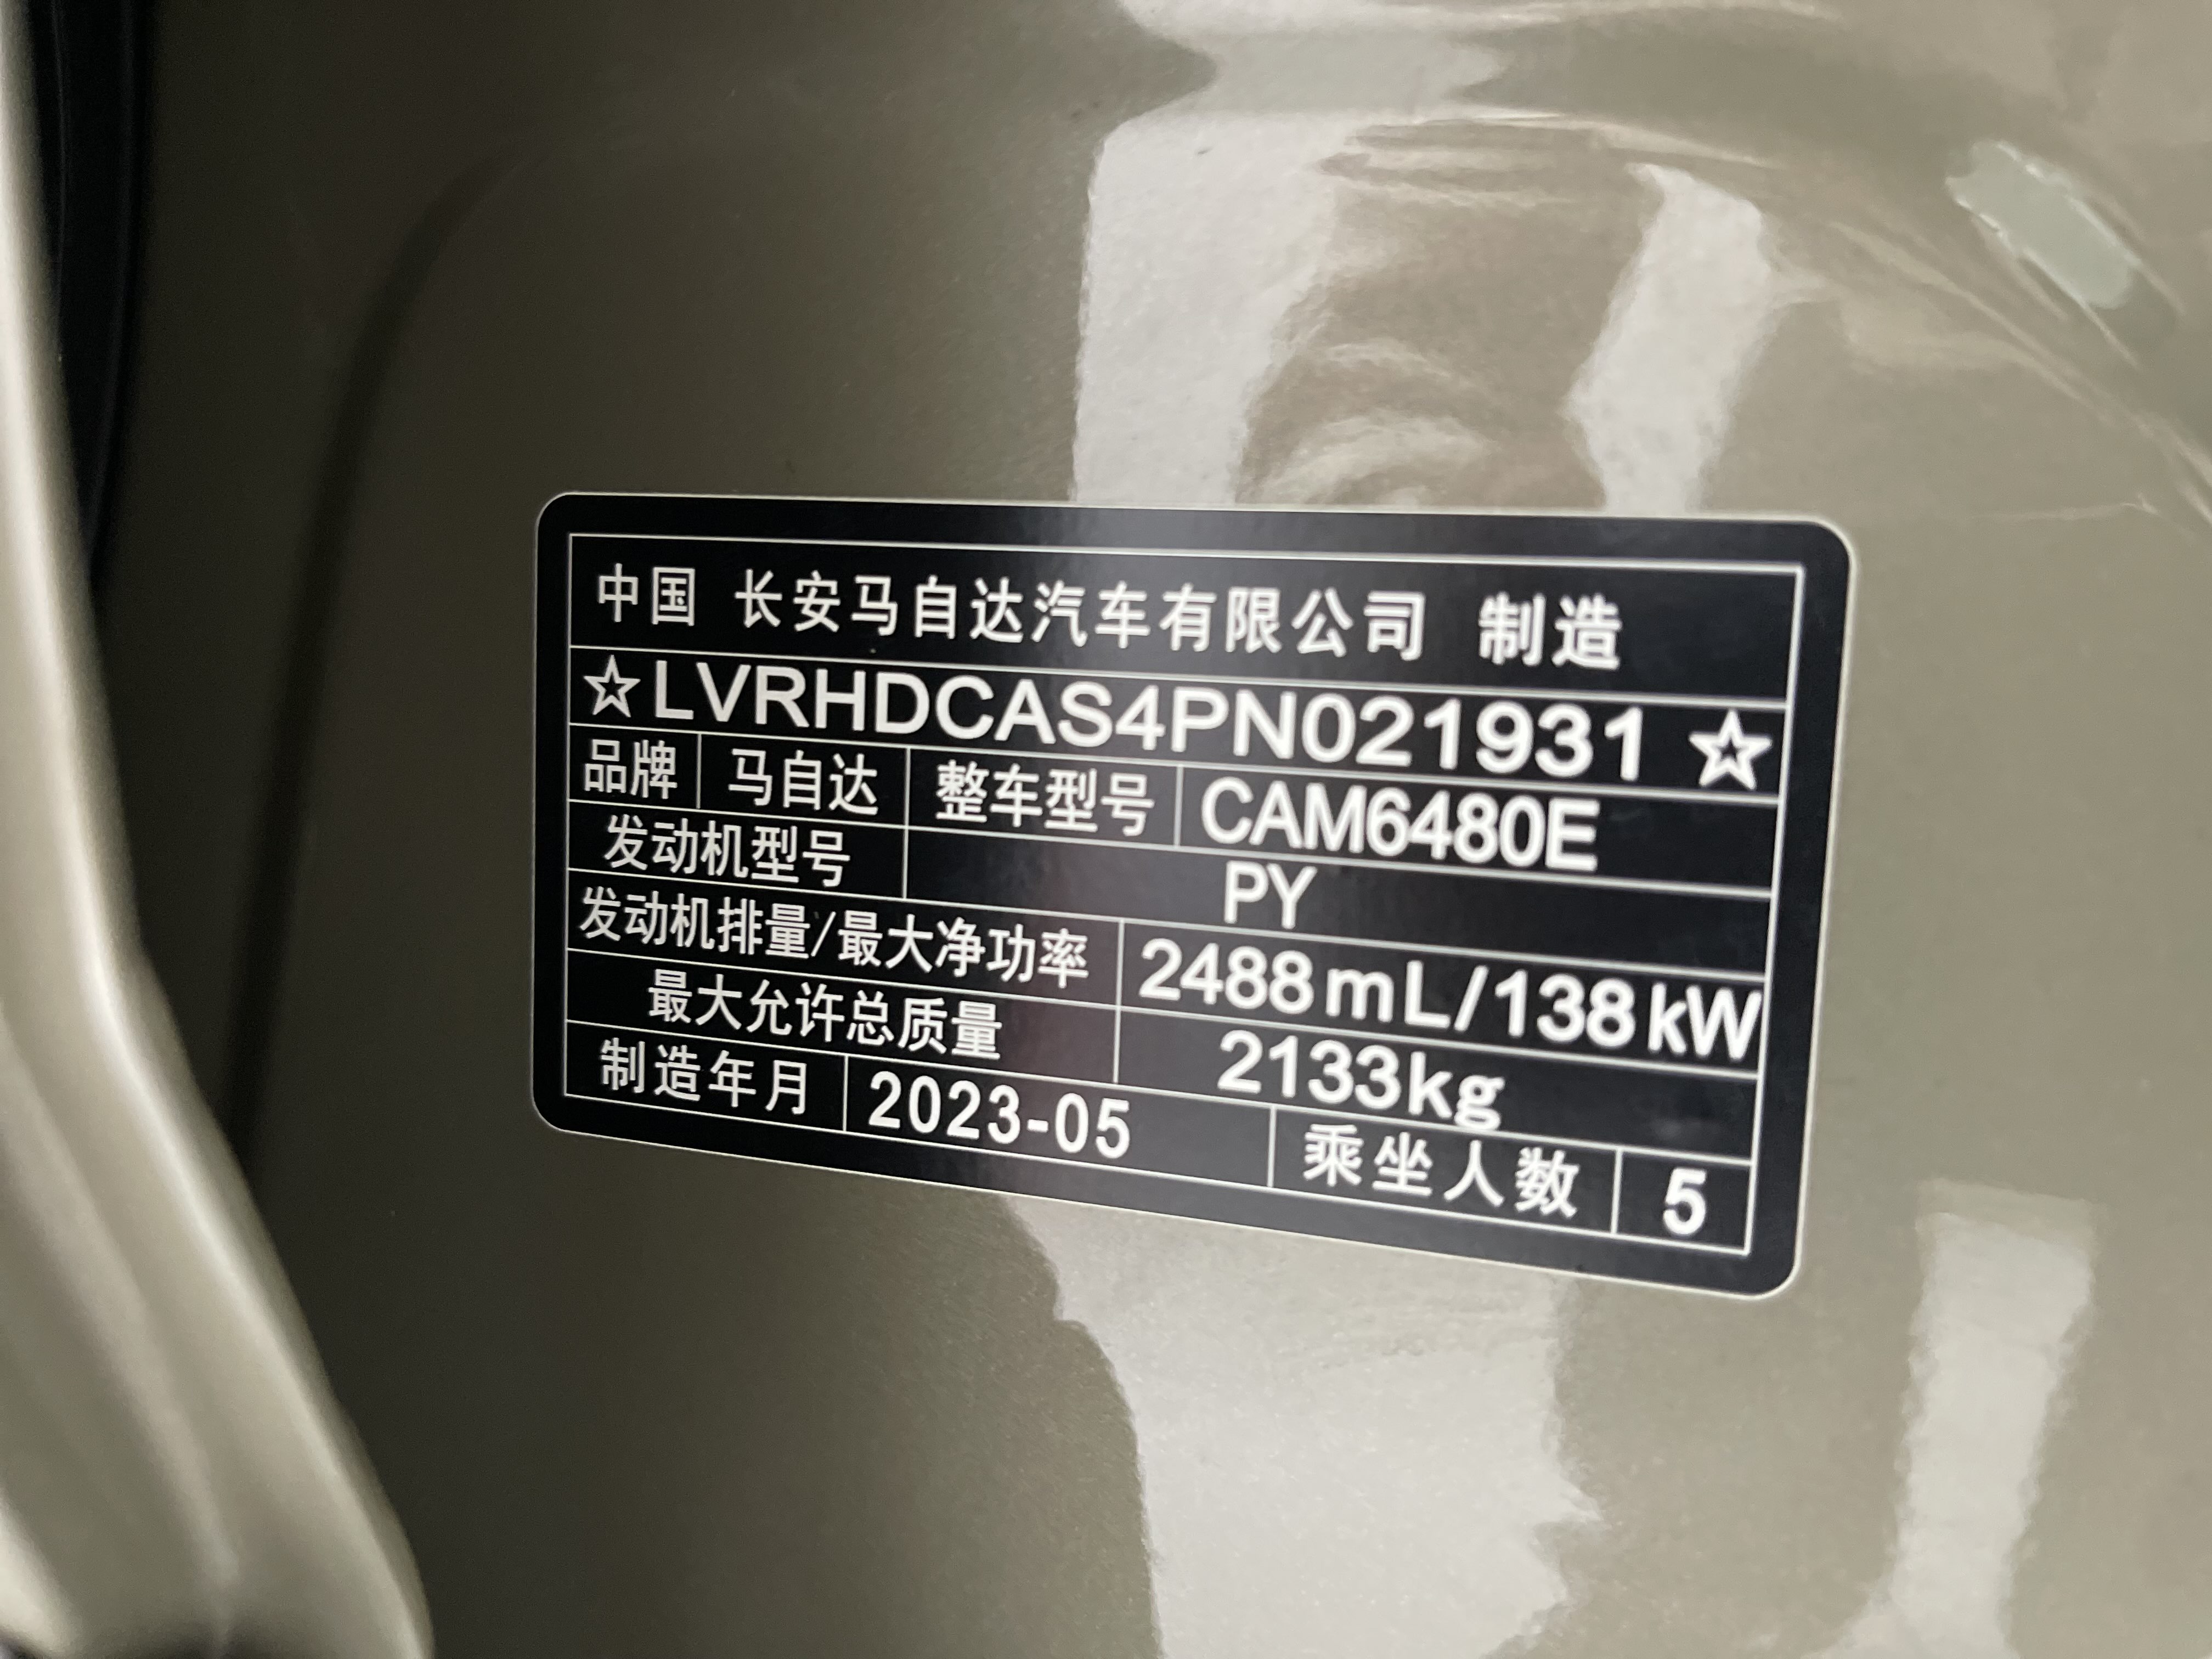 中国 长安马自达汽车有限公司 制造
☆LVRHDCAS4PN021931☆
品牌 马自达 整车型号 CAM6480E
发动机型号 PY
发动机排量/最大净功率 2488mL/138kW
最大允许总质量 2133kg
制造年月 2023-05 乘坐人数 5